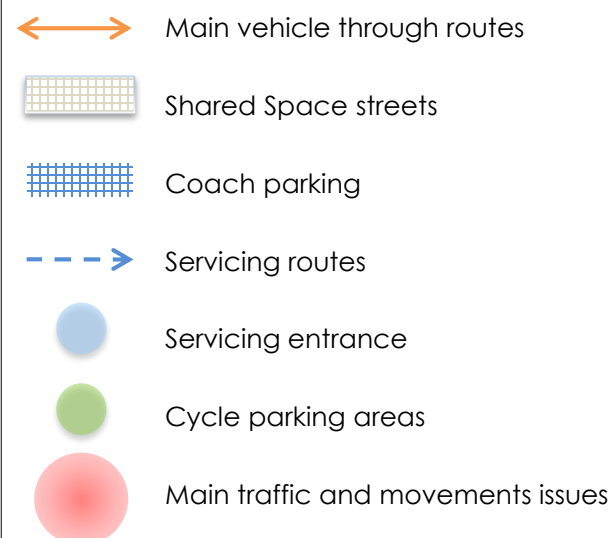 Main vehicle through routes
Shared Space streets
Coach parking
Servicing routes
Servicing entrance
Cycle parking areas
Main traffic and movements issues